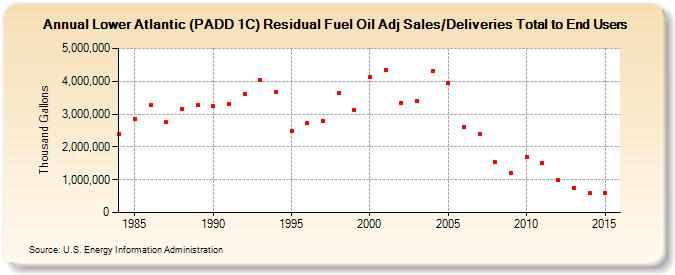 Annual Lower Atlantic (PADD 1C) Residual Fuel Oil Adj Sales/Deliveries Total to End Users
Thousand Gallons
5,000,000
4,000,000
3,000,000
2,000,000
1,000,000
0
1985 1990 1995 2000 2005 2010 2015
Source: U.S. Energy Information Administration